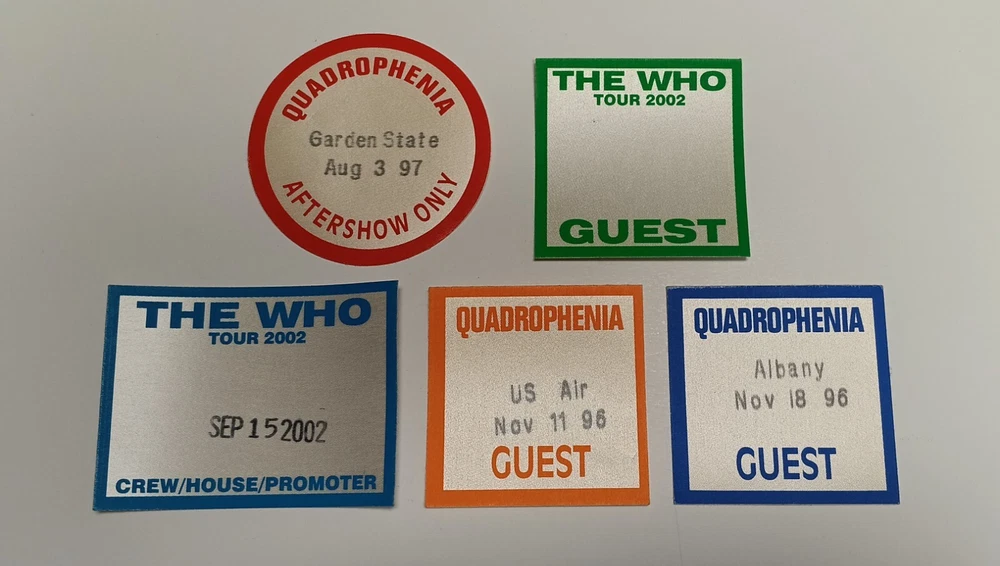 QUADROPHENIA
Garden State
Aug 3 97
AFTERSHOW ONLY
THE WHO
TOUR 2002
GUEST
THE WHO
TOUR 2002
SEP 15 2002
CREW/HOUSE/PROMOTER
QUADROPHENIA
US Air
Nov 11 96
GUEST
QUADROPHENIA
Albany
Nov 18 96
GUEST